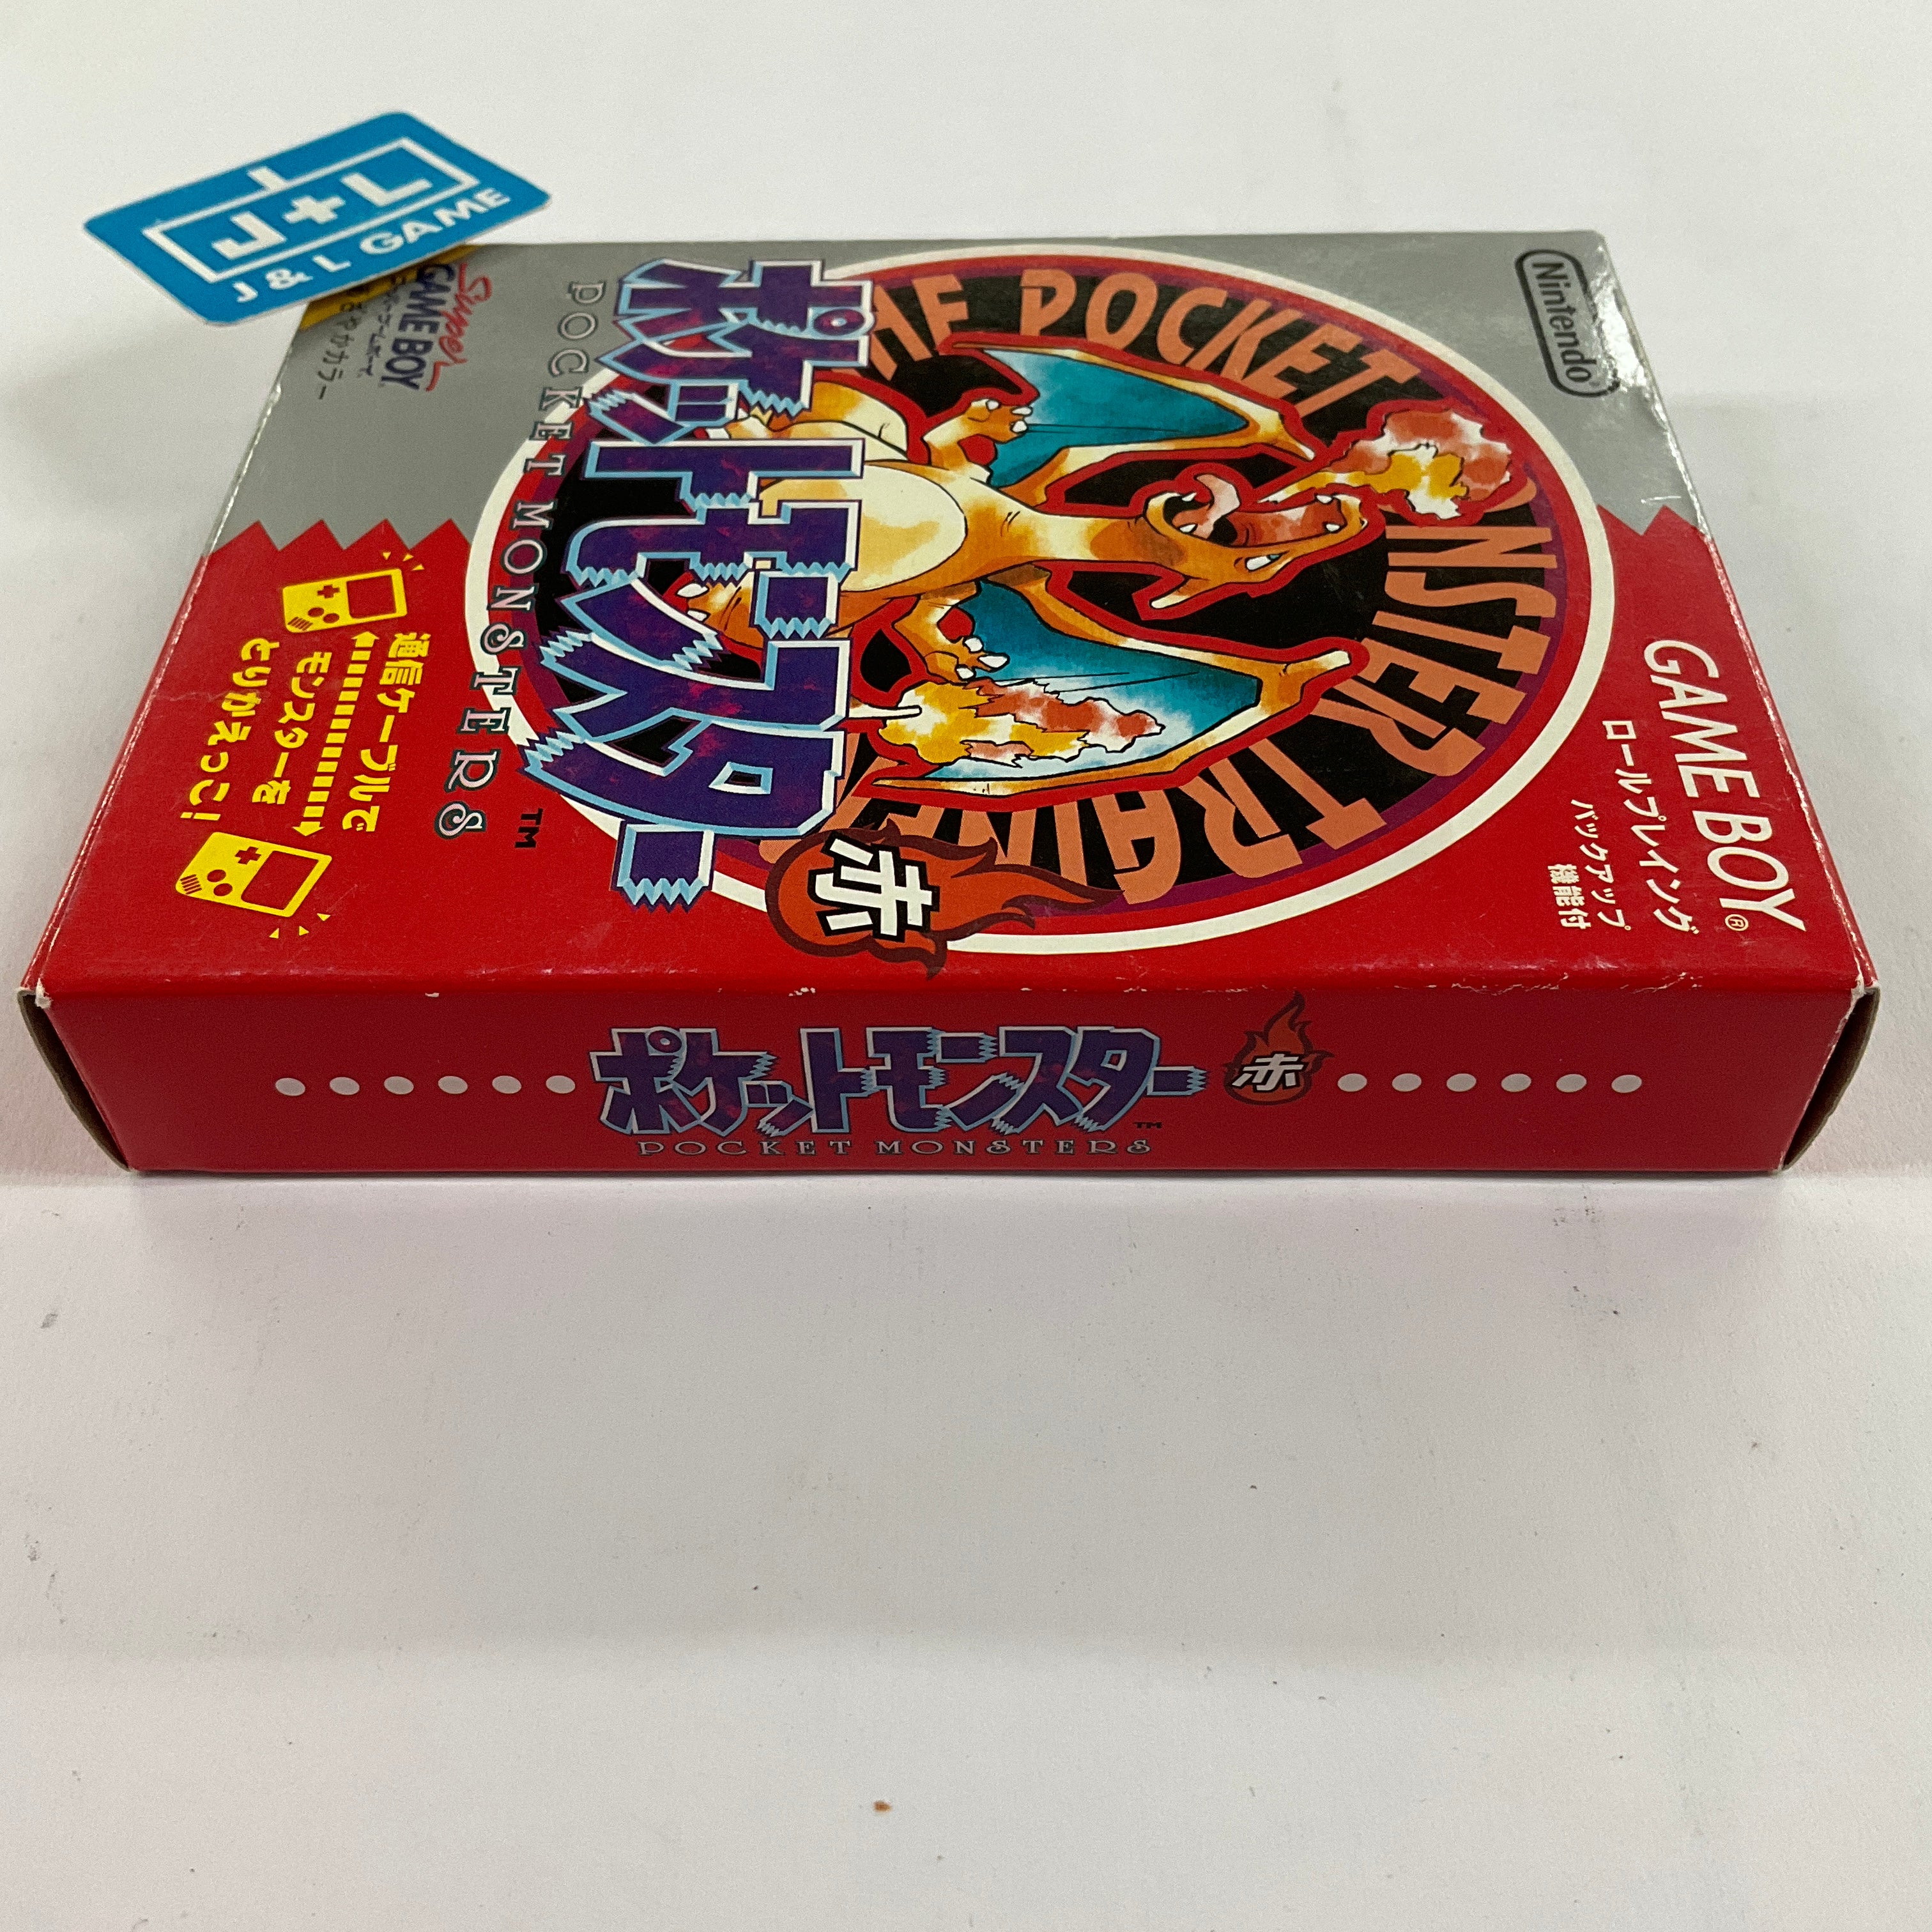 J+L
J & L GAME
Super
GAME BOY
Nintendo
GAME BOY®
ロールプレイング
バックアップ
機能付
POCKET
TRAINER
ポケットモンスター
POCKET MONSTERS
TM
赤
通信ケーブルで
モンスターを
とりかえっこ!
ポケットモンスター
赤
TM
POCKET MONSTERS